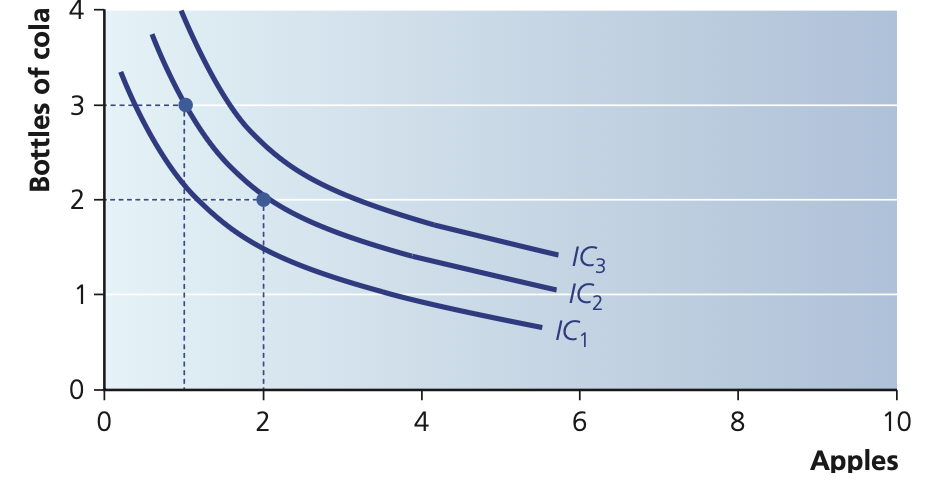 Bottles of cola
4
3
2
1
0
IC3
IC2
IC1
0 2 4 6 8 10
Apples